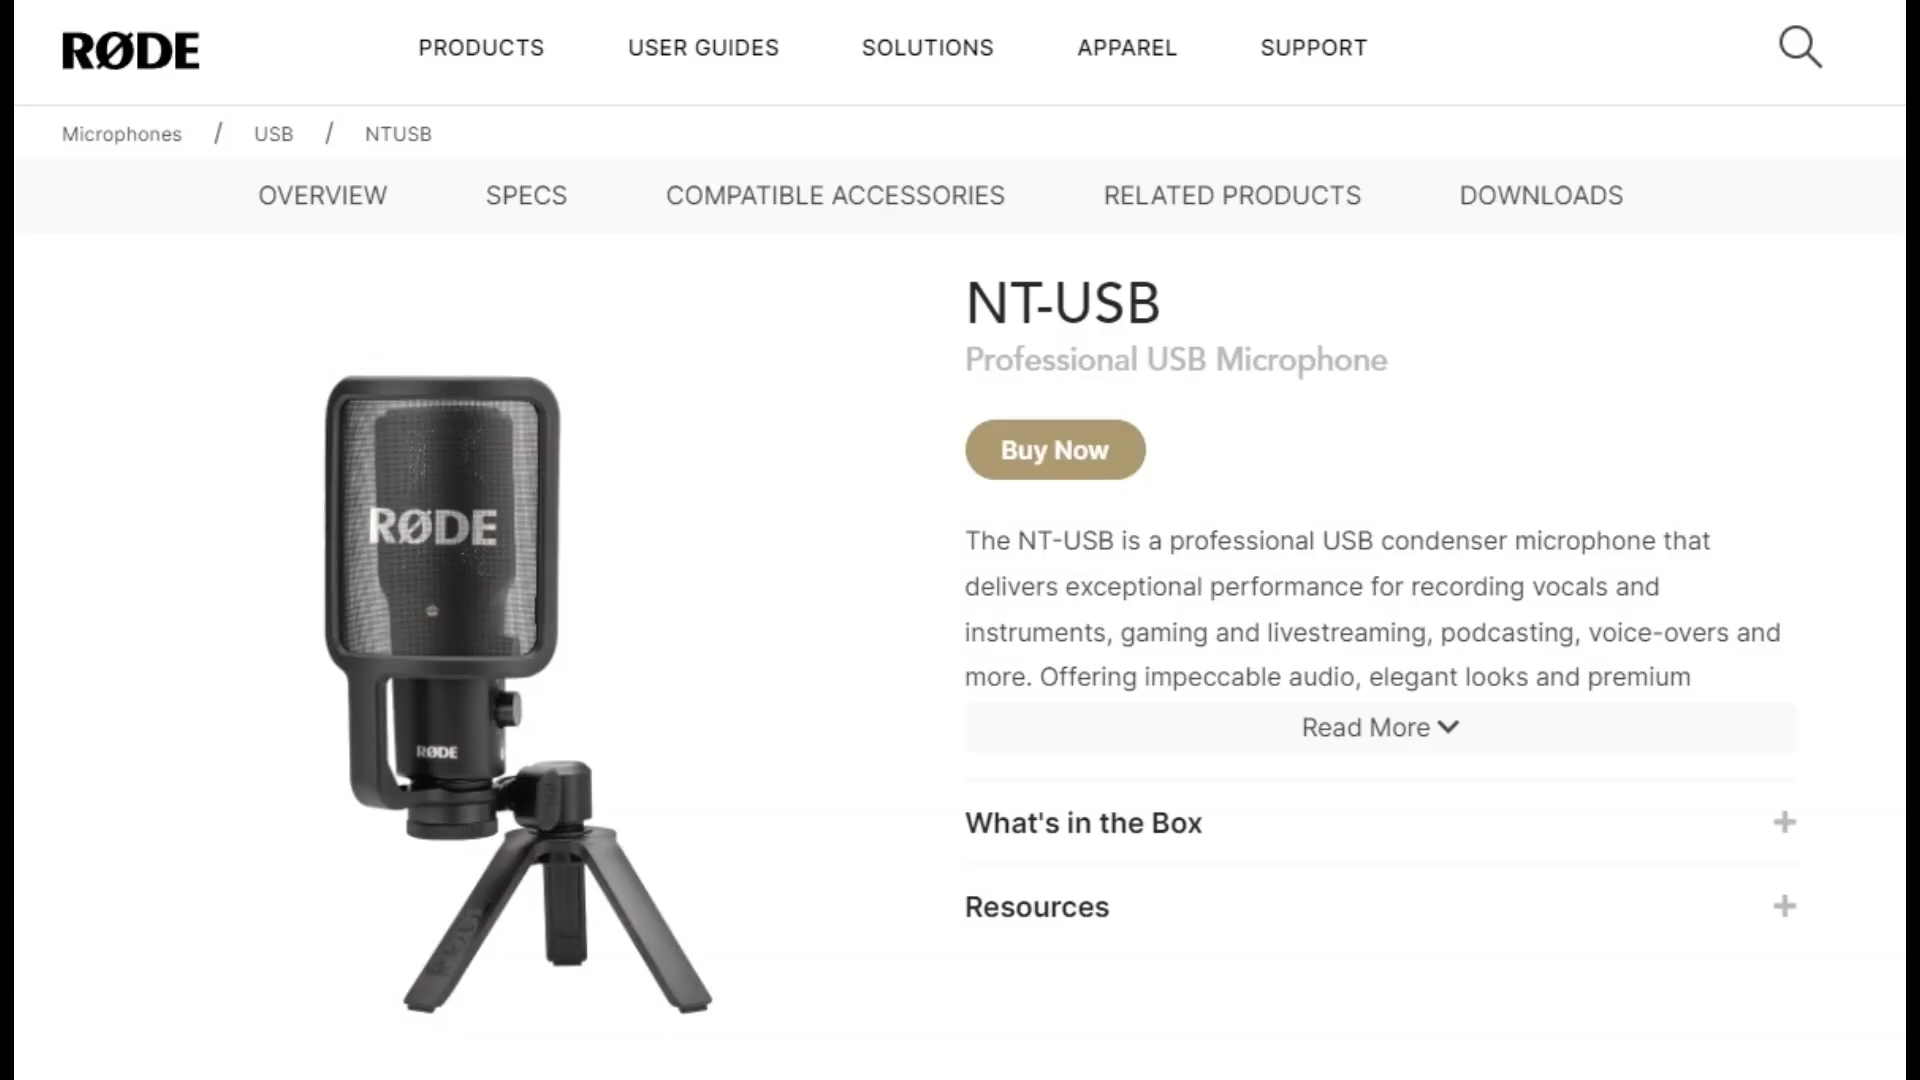 RØDE
PRODUCTS
USER GUIDES
SOLUTIONS
APPAREL
SUPPORT
Microphones / USB / NTUSB
OVERVIEW
SPECS
COMPATIBLE ACCESSORIES
RELATED PRODUCTS
DOWNLOADS
NT-USB
Professional USB Microphone
Buy Now
The NT-USB is a professional USB condenser microphone that
delivers exceptional performance for recording vocals and
instruments, gaming and livestreaming, podcasting, voice-overs and
more. Offering impeccable audio, elegant looks and premium
Read More
What's in the Box
Resources
RØDE
RØDE
RØDE